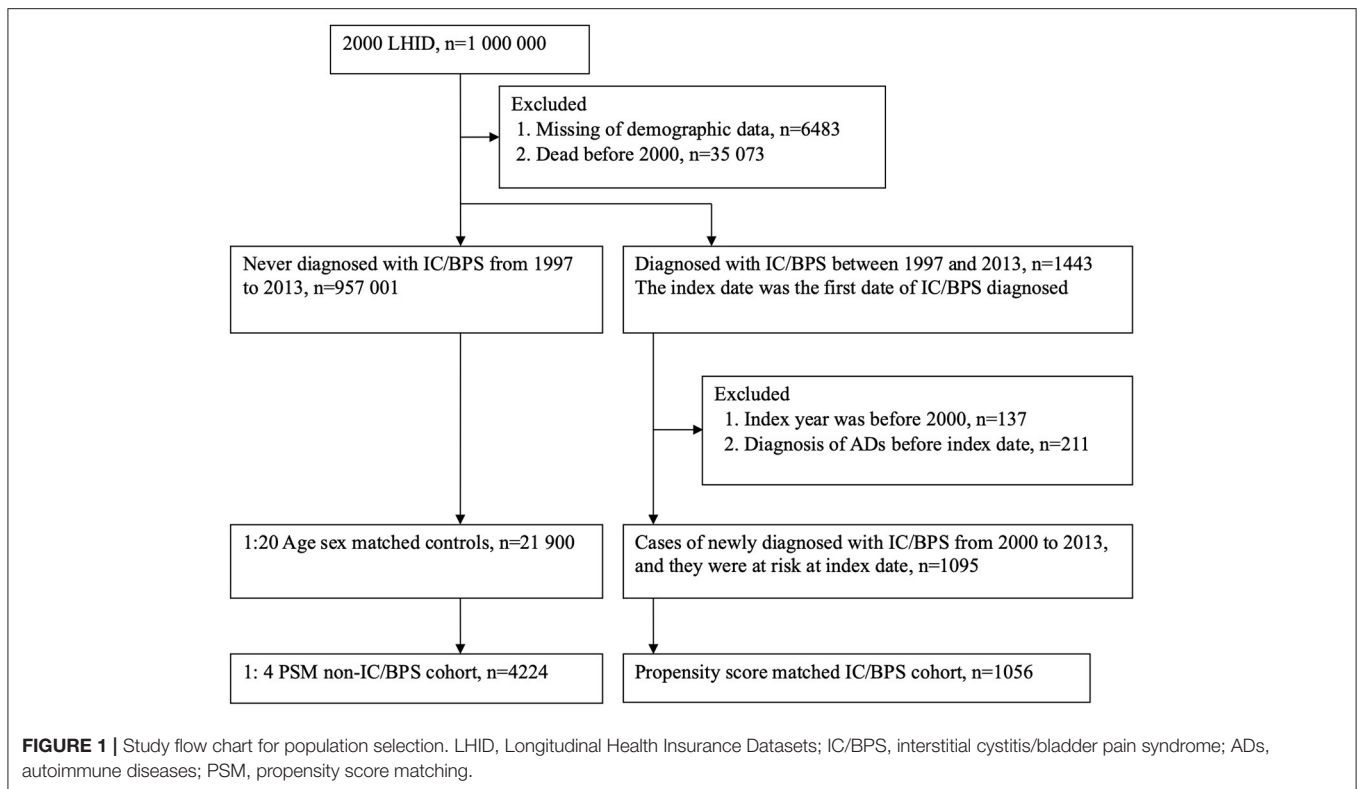 2000 LHID, n=1 000 000
Excluded
1. Missing of demographic data, n=6483
2. Dead before 2000, n=35 073
Never diagnosed with IC/BPS from 1997
to 2013, n=957 001
Diagnosed with IC/BPS between 1997 and 2013, n=1443
The index date was the first date of IC/BPS diagnosed
Excluded
1. Index year was before 2000, n=137
2. Diagnosis of ADs before index date, n=211
1:20 Age sex matched controls, n=21 900
Cases of newly diagnosed with IC/BPS from 2000 to 2013,
and they were at risk at index date, n=1095
1: 4 PSM non-IC/BPS cohort, n=4224
Propensity score matched IC/BPS cohort, n=1056
FIGURE 1 | Study flow chart for population selection. LHID, Longitudinal Health Insurance Datasets; IC/BPS, interstitial cystitis/bladder pain syndrome; ADs,
autoimmune diseases; PSM, propensity score matching.